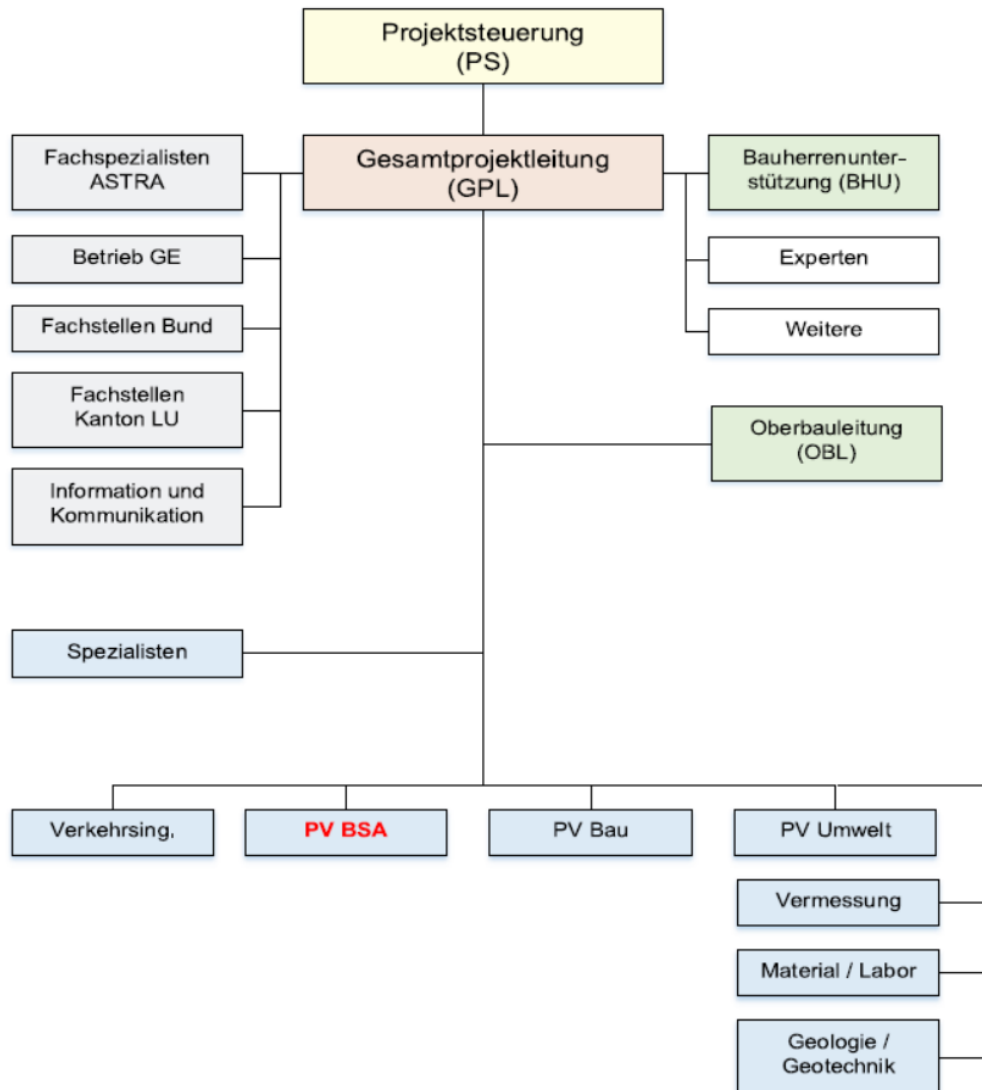 Projektsteuerung
(PS)
Fachspezialisten
ASTRA
Gesamtprojektleitung
(GPL)
Bauherrenunter-
stützung (BHU)
Betrieb GE
Experten
Fachstellen Bund
Weitere
Fachstellen
Kanton LU
Oberbauleitung
(OBL)
Information und
Kommunikation
Spezialisten
Verkehrsing.
PV BSA
PV Bau
PV Umwelt
Vermessung
Material / Labor
Geologie /
Geotechnik